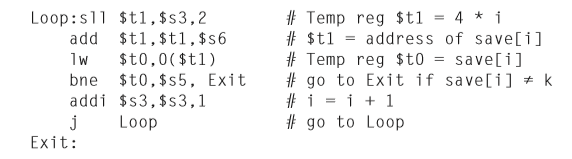 Loop:sll $t1,$s3,2 # Temp reg $t1 = 4 * i
add $t1,$t1,$s6 # $t1 = address of save[i]
lw $t0,0($t1) # Temp reg $t0 = save[i]
bne $t0,$s5, Exit # go to Exit if save[i] ≠ k
addi $s3,$s3,1 # i = i + 1
j Loop # go to Loop
Exit: